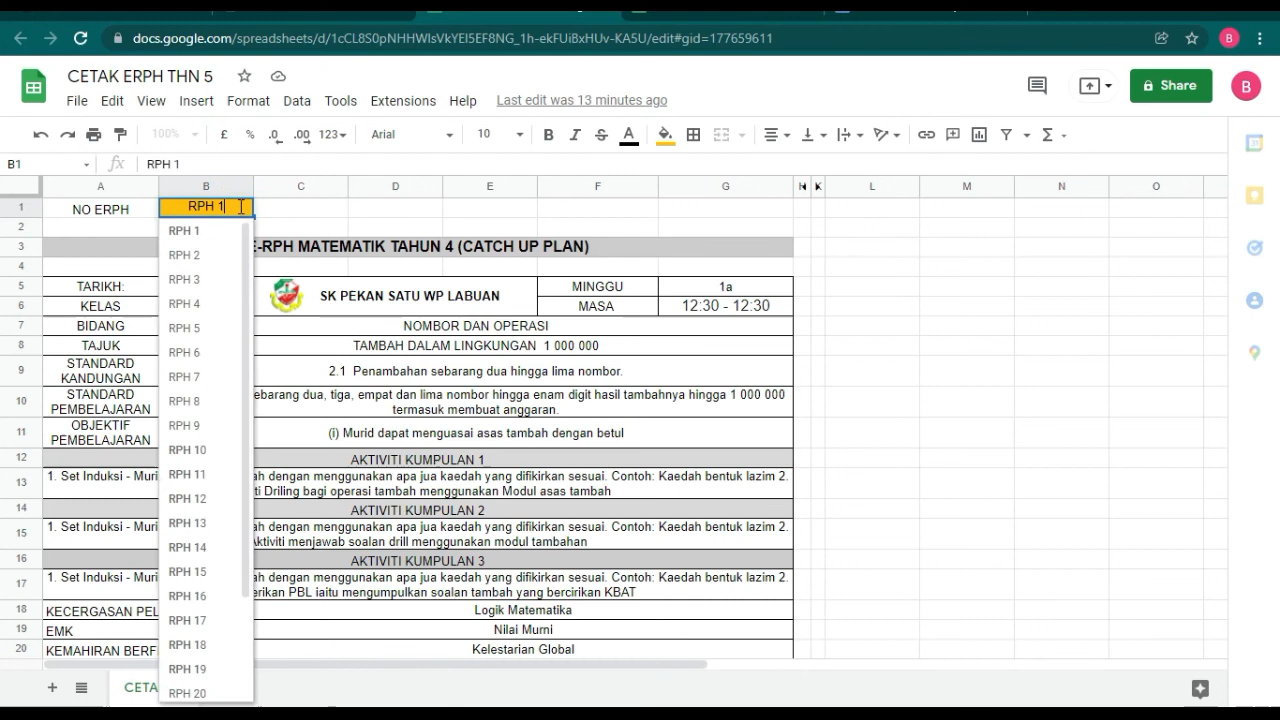 docs.google.com/spreadsheets/d/1cCL8S0pNHHWIsVkYEI5EF8NG_1h-ekFUiBxHUv-KA5U/edit#gid=177659611
B
CETAK ERPH THN 5
File Edit View Insert Format Data Tools Extensions Help Last edit was 13 minutes ago
Share
B
100% £ % .0 .00 123 Arial 10 B I S A
B1 fx RPH 1
A B C D E F G H K L M N O
1 NO ERPH RPH 1
2
3 E-RPH MATEMATIK TAHUN 4 (CATCH UP PLAN)
4
5 TARIKH: SK PEKAN SATU WP LABUAN MINGGU 1a
6 KELAS MASA 12:30 - 12:30
7 BIDANG NOMBOR DAN OPERASI
8 TAJUK TAMBAH DALAM LINGKUNGAN 1 000 000
9 STANDARD KANDUNGAN 2.1 Penambahan sebarang dua hingga lima nombor.
10 STANDARD PEMBELAJARAN sebarang dua, tiga, empat dan lima nombor hingga enam digit hasil tambahnya hingga 1 000 000
termasuk membuat anggaran.
11 OBJEKTIF PEMBELAJARAN (i) Murid dapat menguasai asas tambah dengan betul
12 AKTIVITI KUMPULAN 1
13 1. Set Induksi - Muri ah dengan menggunakan apa jua kaedah yang difikirkan sesuai. Contoh: Kaedah bentuk lazim 2.
ti Driling bagi operasi tambah menggunakan Modul asas tambah
14 AKTIVITI KUMPULAN 2
15 1. Set Induksi - Muri ah dengan menggunakan apa jua kaedah yang difikirkan sesuai. Contoh: Kaedah bentuk lazim 2.
Aktiviti menjawab soalan drill menggunakan modul tambahan
16 AKTIVITI KUMPULAN 3
17 1. Set Induksi - Muri ah dengan menggunakan apa jua kaedah yang difikirkan sesuai. Contoh: Kaedah bentuk lazim 2.
erikan PBL iaitu mengumpulkan soalan tambah yang bercirikan KBAT
18 KECERGASAN PEL Logik Matematika
19 EMK Nilai Murni
20 KEMAHIRAN BERF Kelestarian Global
RPH 1
RPH 2
RPH 3
RPH 4
RPH 5
RPH 6
RPH 7
RPH 8
RPH 9
RPH 10
RPH 11
RPH 12
RPH 13
RPH 14
RPH 15
RPH 16
RPH 17
RPH 18
RPH 19
RPH 20
CETA